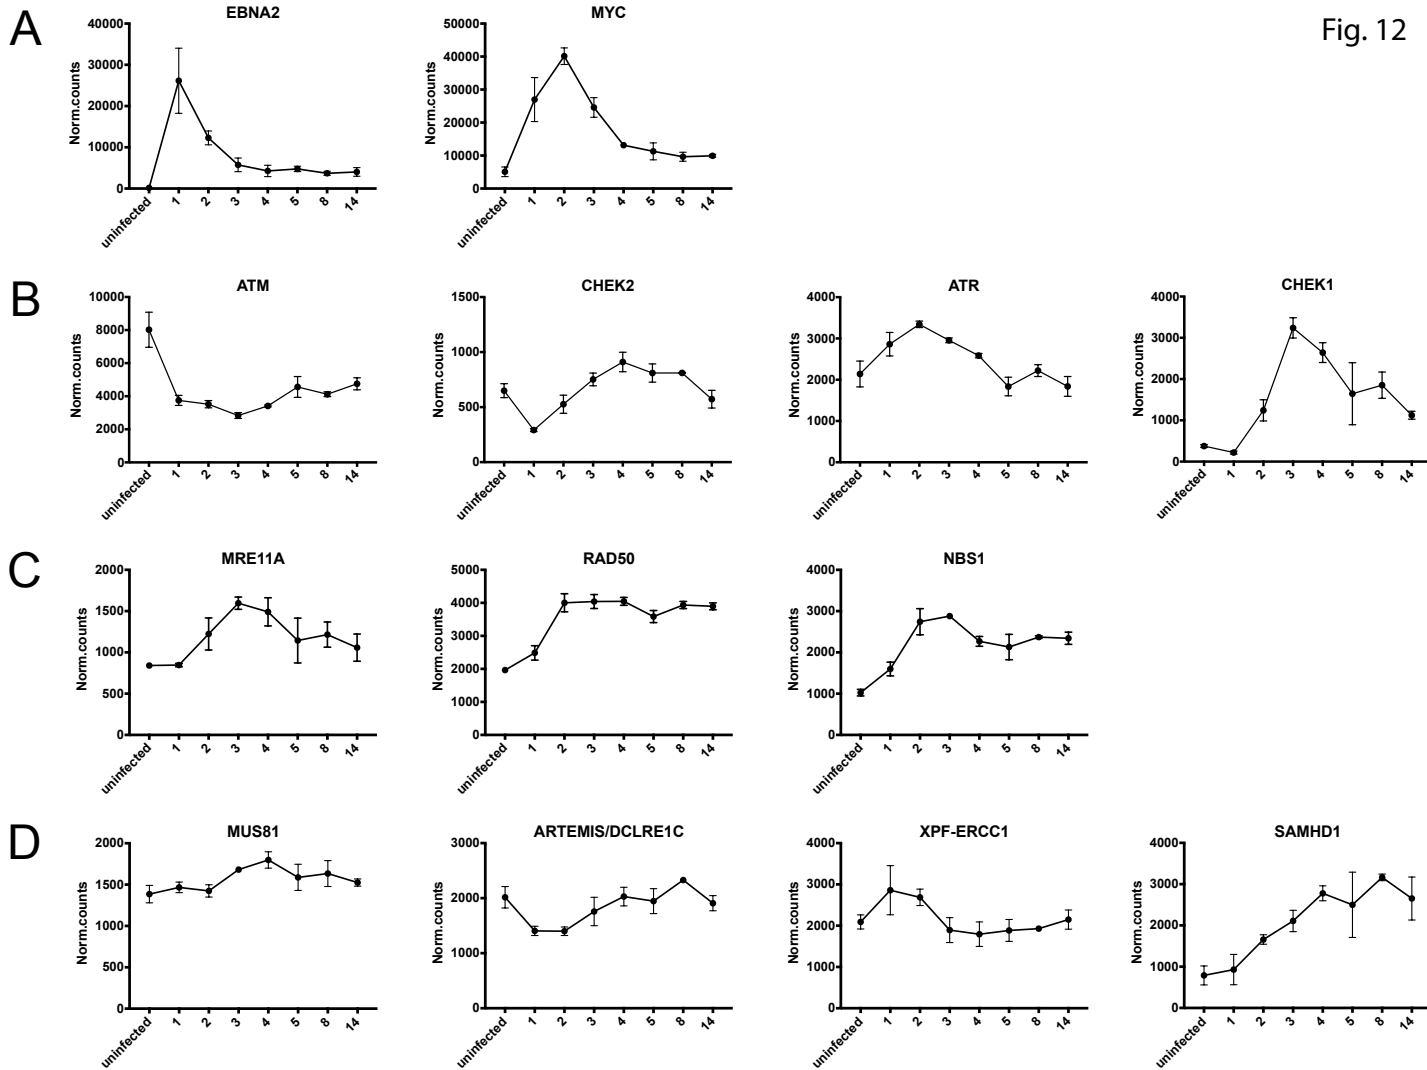 Fig. 12
A
EBNA2
Norm.counts
40000
30000
20000
10000
0
uninfected 1 2 3 4 5 8 14
MYC
Norm.counts
50000
40000
30000
20000
10000
0
uninfected 1 2 3 4 5 8 14
B
ATM
Norm.counts
10000
8000
6000
4000
2000
0
uninfected 1 2 3 4 5 8 14
CHEK2
Norm.counts
1500
1000
500
0
uninfected 1 2 3 4 5 8 14
ATR
Norm.counts
4000
3000
2000
1000
0
uninfected 1 2 3 4 5 8 14
CHEK1
Norm.counts
4000
3000
2000
1000
0
uninfected 1 2 3 4 5 8 14
C
MRE11A
Norm.counts
2000
1500
1000
500
0
uninfected 1 2 3 4 5 8 14
RAD50
Norm.counts
5000
4000
3000
2000
1000
0
uninfected 1 2 3 4 5 8 14
NBS1
Norm.counts
4000
3000
2000
1000
0
uninfected 1 2 3 4 5 8 14
D
MUS81
Norm.counts
2000
1500
1000
500
0
uninfected 1 2 3 4 5 8 14
ARTEMIS/DCLRE1C
Norm.counts
3000
2000
1000
0
uninfected 1 2 3 4 5 8 14
XPF-ERCC1
Norm.counts
4000
3000
2000
1000
0
uninfected 1 2 3 4 5 8 14
SAMHD1
Norm.counts
4000
3000
2000
1000
0
uninfected 1 2 3 4 5 8 14